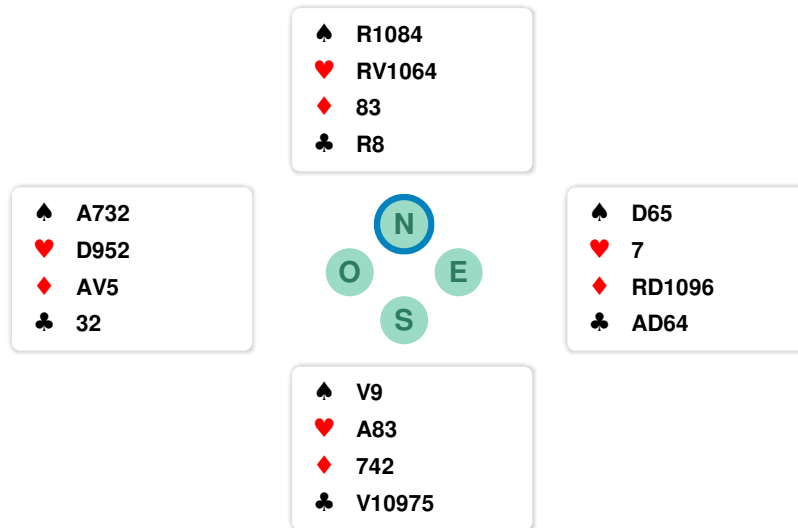 ♠ R1084
♥ RV1064
♦ 83
♣ R8
♠ A732
♥ D952
♦ AV5
♣ 32
N
O E
S
♠ D65
♥ 7
♦ RD1096
♣ AD64
♠ V9
♥ A83
♦ 742
♣ V10975